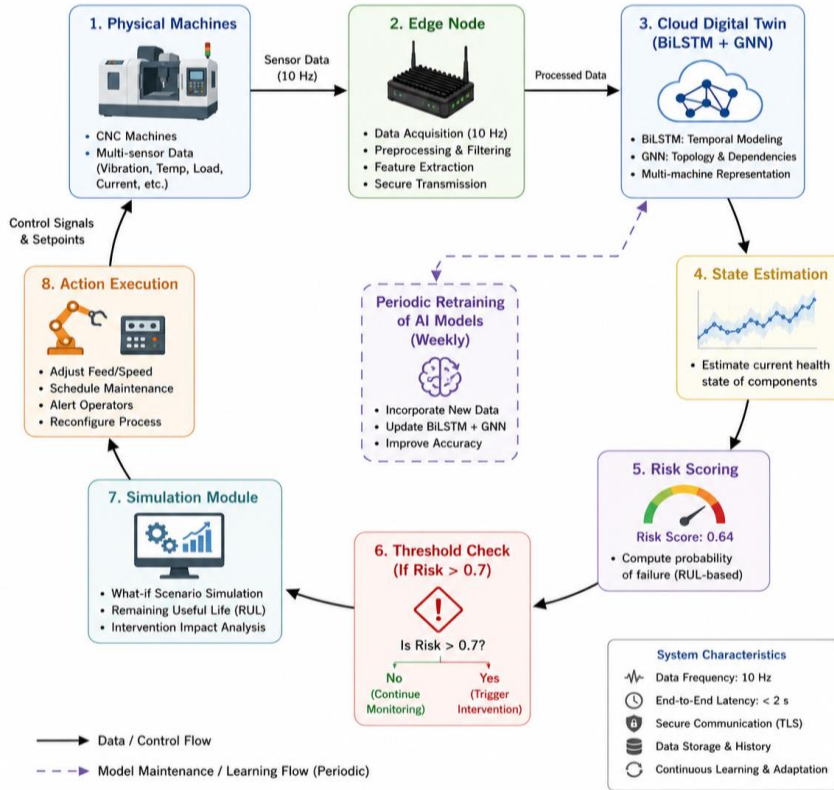 1. Physical Machines
• CNC Machines
• Multi-sensor Data
(Vibration, Temp, Load,
Current, etc.)
Sensor Data
(10 Hz)
2. Edge Node
• Data Acquisition (10 Hz)
• Preprocessing & Filtering
• Feature Extraction
• Secure Transmission
Processed Data
3. Cloud Digital Twin
(BiLSTM + GNN)
• BiLSTM: Temporal Modeling
• GNN: Topology & Dependencies
• Multi-machine Representation
4. State Estimation
• Estimate current health
state of components
5. Risk Scoring
Risk Score: 0.64
• Compute probability
of failure (RUL-based)
6. Threshold Check
(If Risk > 0.7)
!
Is Risk > 0.7?
No
(Continue
Monitoring)
Yes
(Trigger
Intervention)
7. Simulation Module
• What-if Scenario Simulation
• Remaining Useful Life (RUL)
• Intervention Impact Analysis
8. Action Execution
• Adjust Feed/Speed
• Schedule Maintenance
• Alert Operators
• Reconfigure Process
Control Signals
& Setpoints
Periodic Retraining
of AI Models
(Weekly)
• Incorporate New Data
• Update BiLSTM + GNN
• Improve Accuracy
System Characteristics
Data Frequency: 10 Hz
End-to-End Latency: < 2 s
Secure Communication (TLS)
Data Storage & History
Continuous Learning & Adaptation
Data / Control Flow
Model Maintenance / Learning Flow (Periodic)